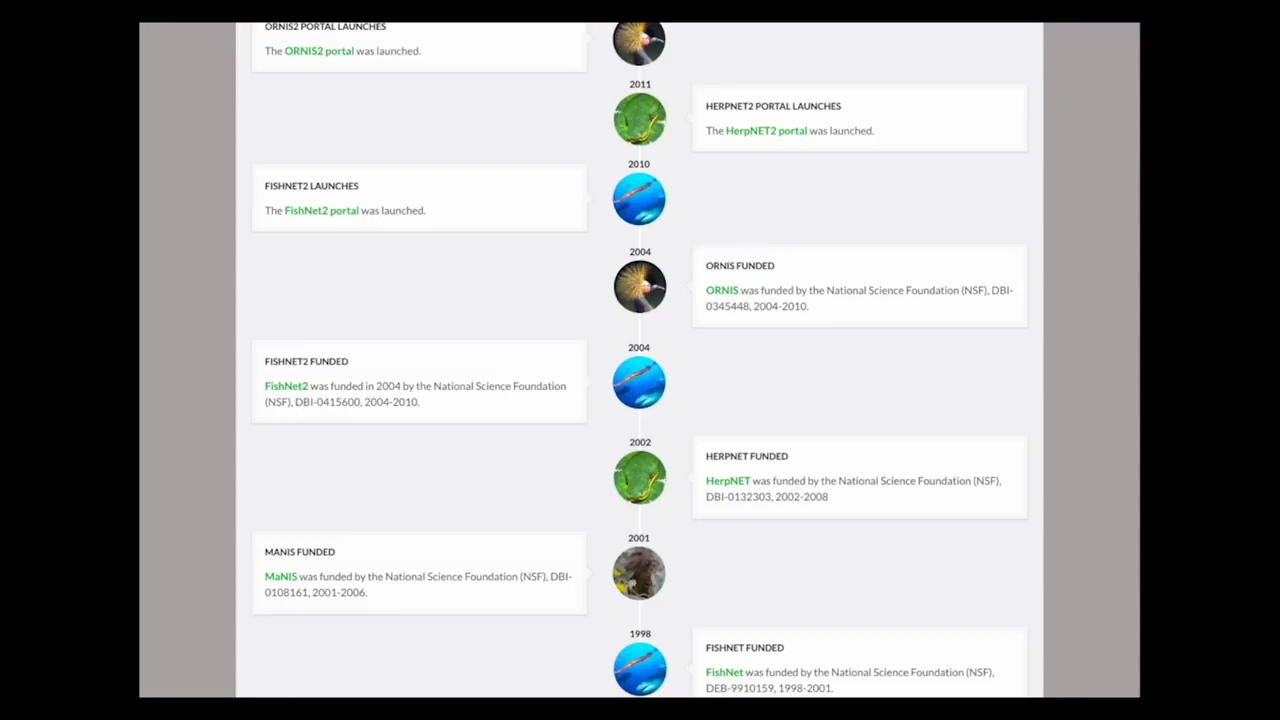 ORNIS2 PORTAL LAUNCHES
The ORNIS2 portal was launched.
2011
HERPNET2 PORTAL LAUNCHES
The HerpNET2 portal was launched.
2010
FISHNET2 LAUNCHES
The FishNet2 portal was launched.
2004
ORNIS FUNDED
ORNIS was funded by the National Science Foundation (NSF), DBI-
0345448, 2004-2010.
2004
FISHNET2 FUNDED
FishNet2 was funded in 2004 by the National Science Foundation
(NSF), DBI-0415600, 2004-2010.
2002
HERPNET FUNDED
HerpNET was funded by the National Science Foundation (NSF),
DBI-0132303, 2002-2008
2001
MANIS FUNDED
MaNIS was funded by the National Science Foundation (NSF), DBI-
0108161, 2001-2006.
1998
FISHNET FUNDED
FishNet was funded by the National Science Foundation (NSF),
DEB-9910159, 1998-2001.